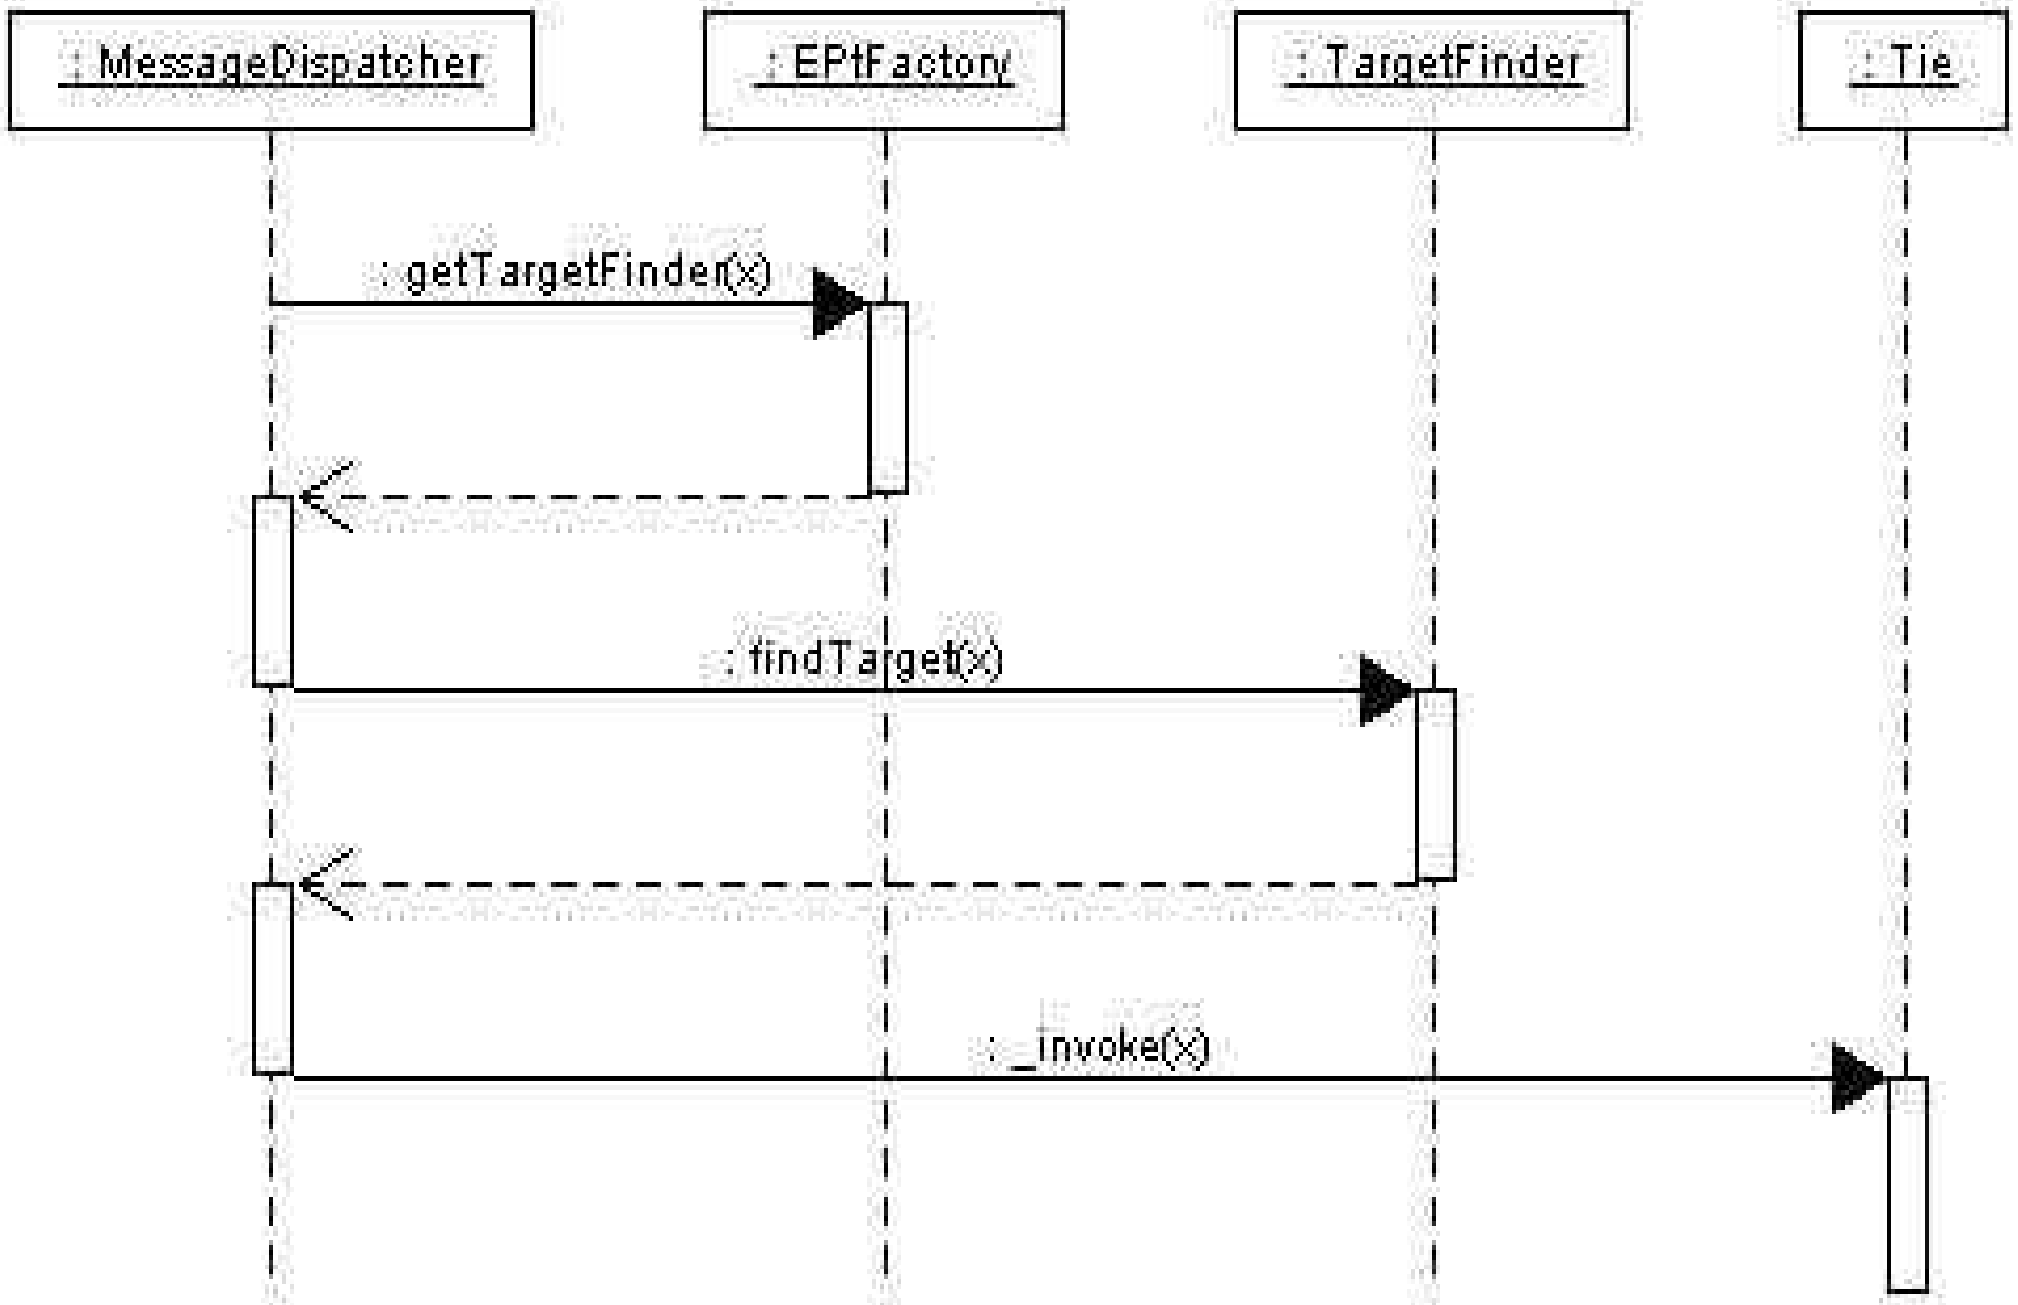 : MessageDispatcher
: EPtFactory
: TargetFinder
: Tie
: getTargetFinder(x)
: findTarget(x)
: _invoke(x)